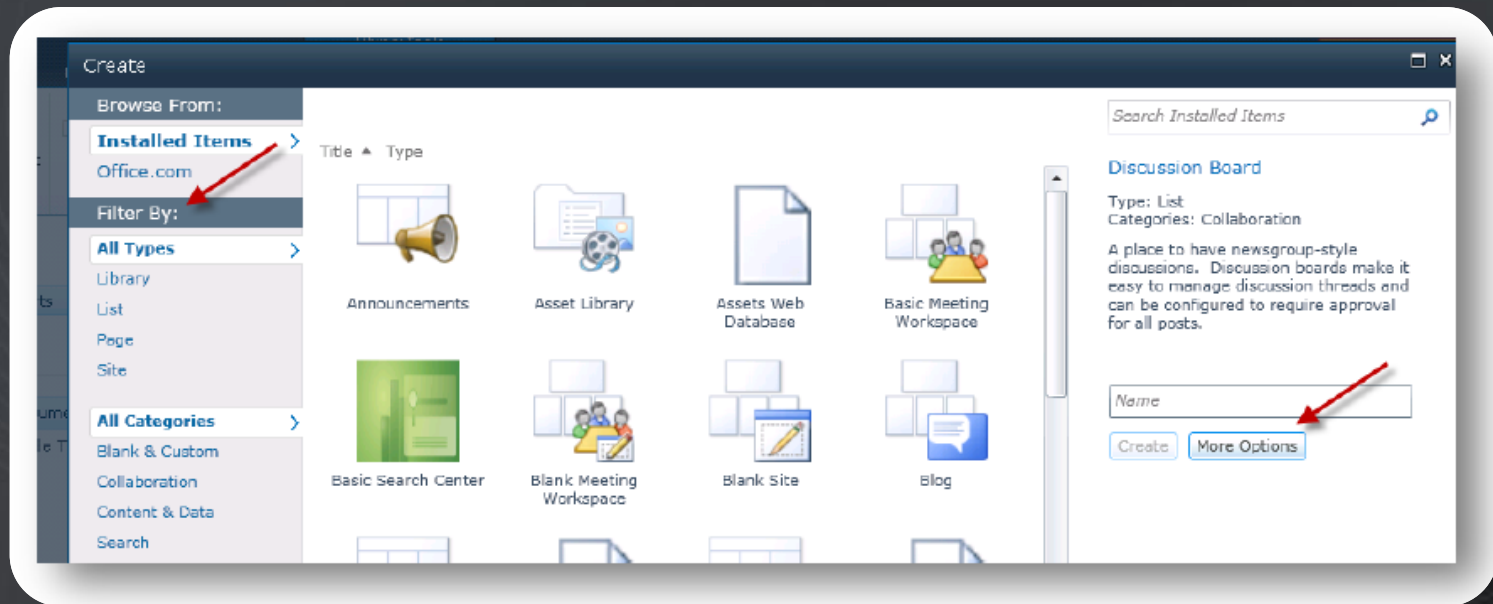 Create
Browse From:
Installed Items
Office.com
Filter By:
All Types
Library
List
Page
Site
All Categories
Blank & Custom
Collaboration
Content & Data
Search
Title Type
Announcements
Asset Library
Assets Web
Database
Basic Meeting
Workspace
Basic Search Center
Blank Meeting
Workspace
Blank Site
Blog
Search Installed Items
Discussion Board
Type: List
Categories: Collaboration
A place to have newsgroup-style
discussions. Discussion boards make it
easy to manage discussion threads and
can be configured to require approval
for all posts.
Name
Create
More Options